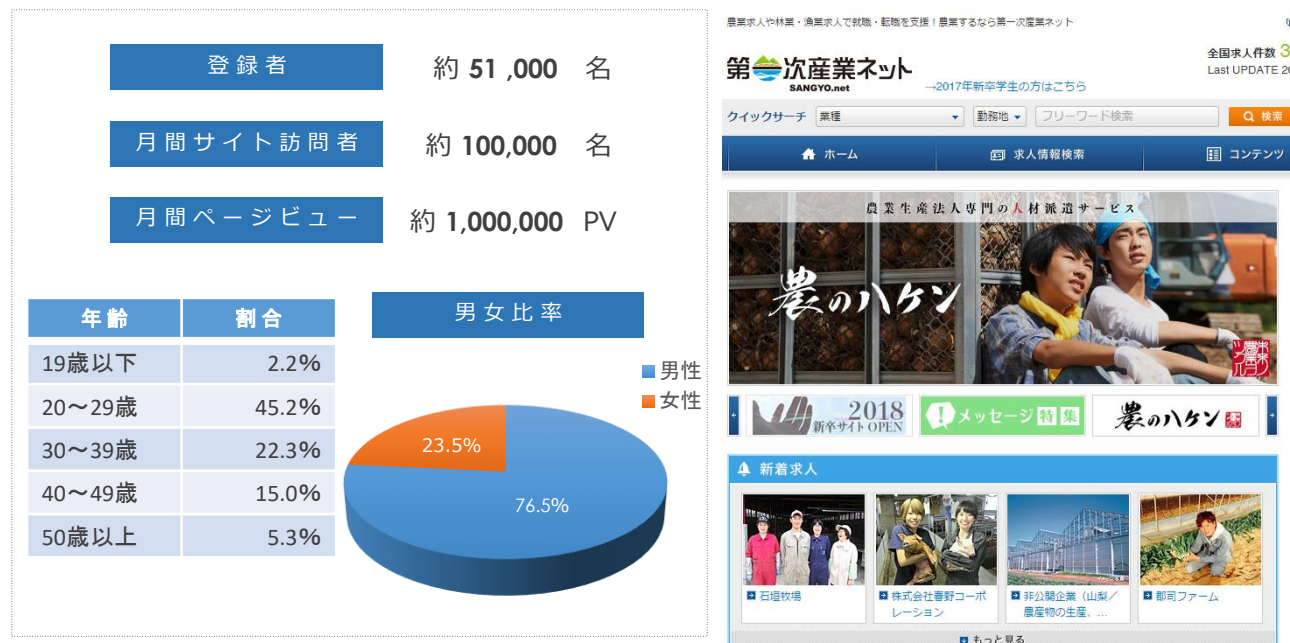 登録者
約 51 ,000 名
月間サイト訪問者
約 100,000 名
月間ページビュー
約 1,000,000 PV
年齢 割合
19歳以下 2.2%
20〜29歳 45.2%
30〜39歳 22.3%
40〜49歳 15.0%
50歳以上 5.3%
男女比率
男性
女性
23.5%
76.5%
農業求人や林業・漁業求人で就職・転職を支援！農業するなら第一次産業ネット
全国求人件数 3
Last UPDATE 20
第一次産業ネット
SANGYO.net
→2017年新卒学生の方はこちら
クイックサーチ 業種 勤務地 フリーワード検索 検索
ホーム 求人情報検索 コンテンツ
農業生産法人専門の人材派遣サービス
農のハケン
2018
新卒サイトOPEN
メッセージ特集
農のハケン
新着求人
石垣牧場
株式会社春野コーポ
レーション
非公開企業（山梨／
農産物の生産、...
郡司ファーム
もっと見る